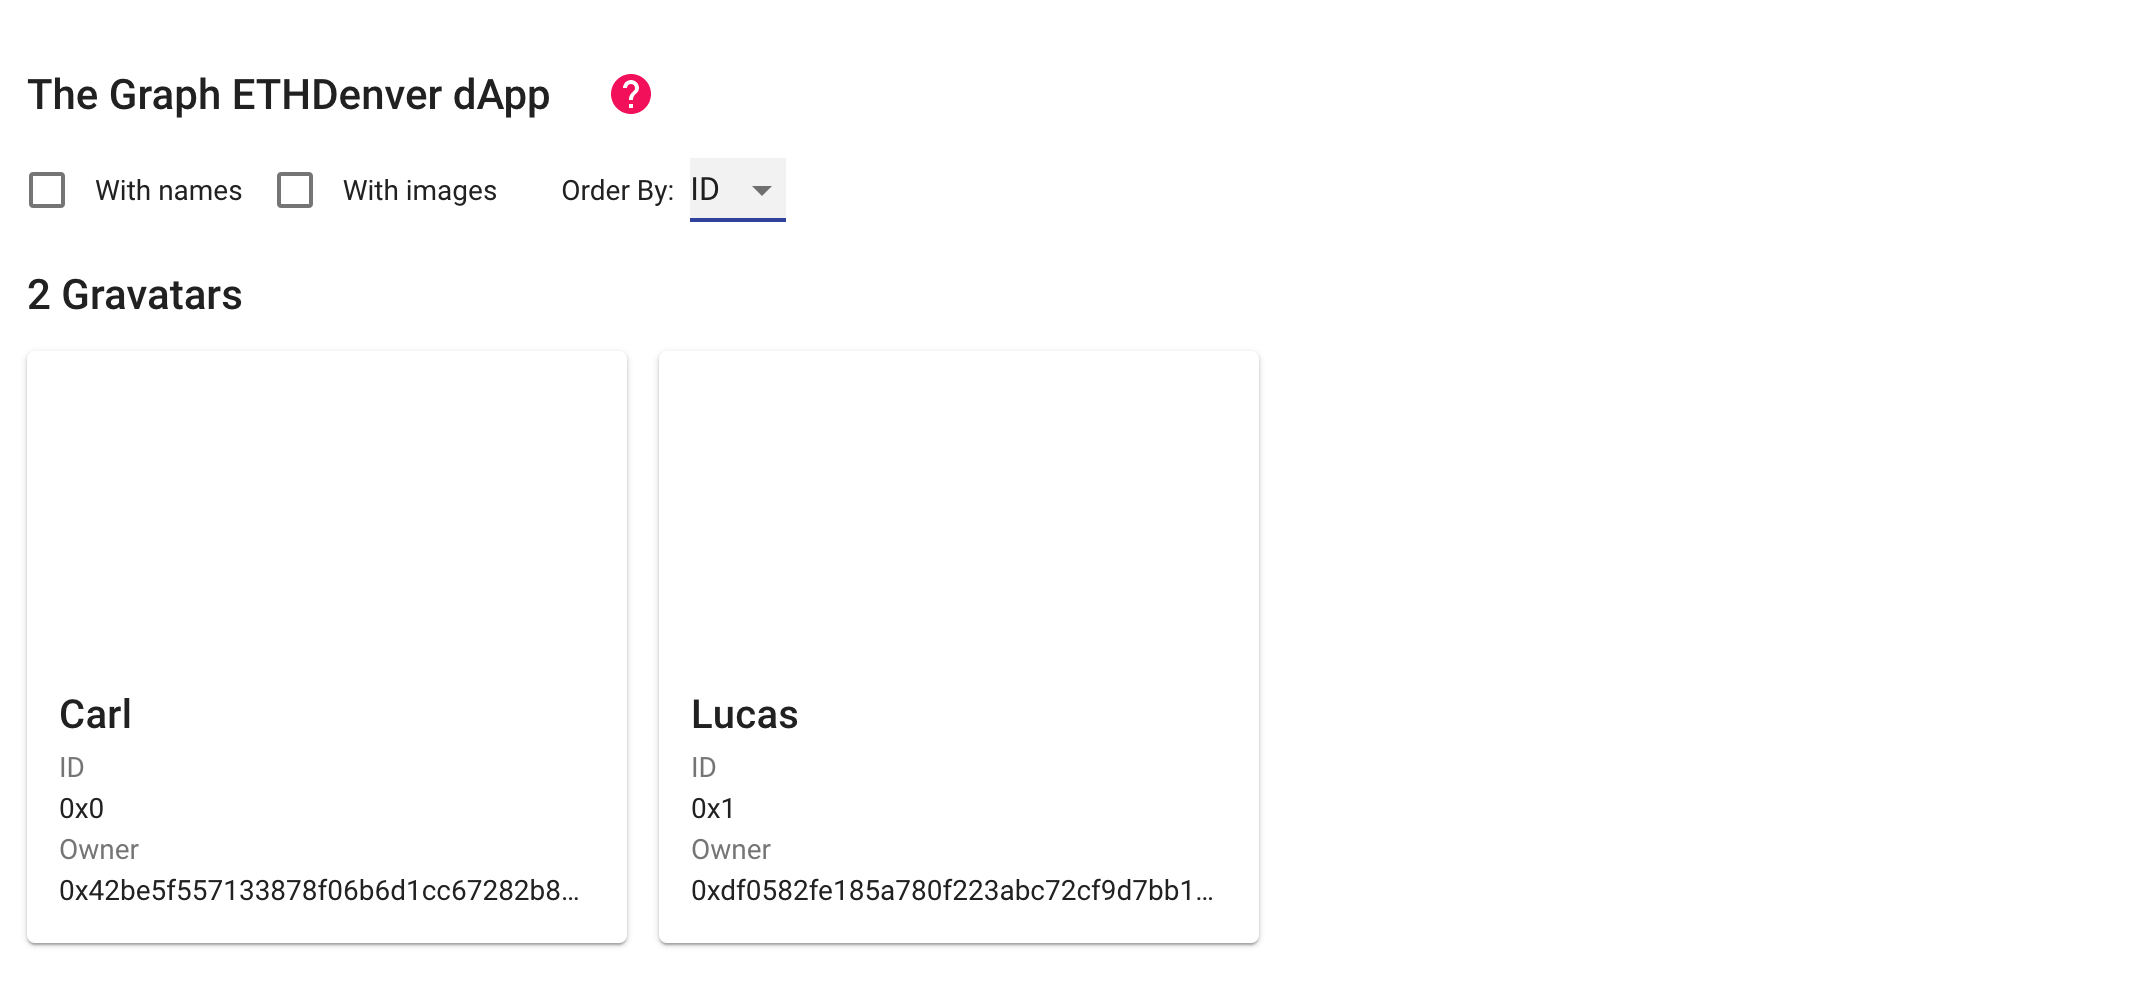 The Graph ETHDenver dApp
With names With images Order By: ID
2 Gravatars
Carl
ID
0x0
Owner
0x42be5f557133878f06b6d1cc67282b8...
Lucas
ID
0x1
Owner
0xdf0582fe185a780f223abc72cf9d7bb1...